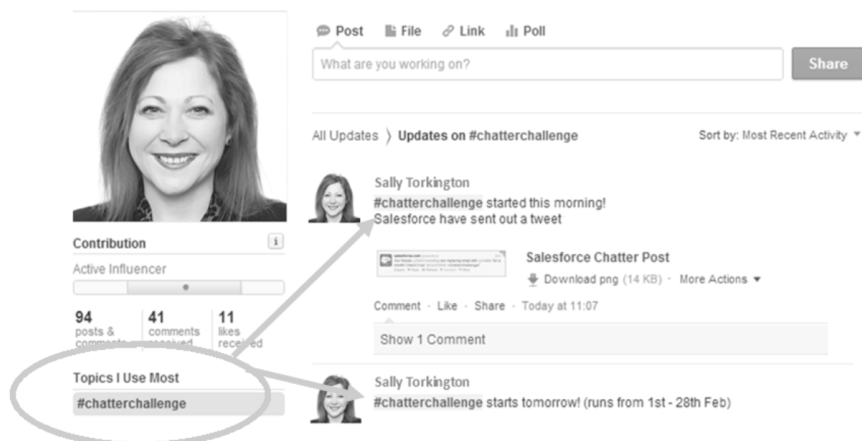 Post File Link Poll
What are you working on?
Share
All Updates > Updates on #chatterchallenge
Sort by: Most Recent Activity
Sally Torkington
#chatterchallenge started this morning!
Salesforce have sent out a tweet
Salesforce Chatter Post
Download png (14 KB) · More Actions
Comment · Like · Share · Today at 11:07
Show 1 Comment
Sally Torkington
#chatterchallenge starts tomorrow! (runs from 1st - 28th Feb)
Contribution
i
Active Influencer
94 41 11
posts & comments likes
comments received received
Topics I Use Most
#chatterchallenge